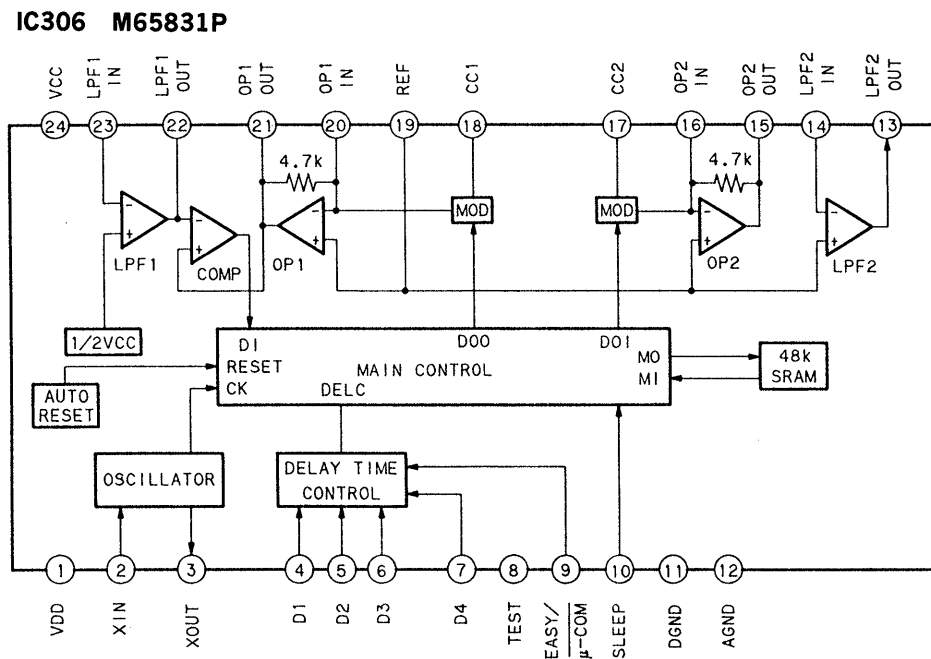 IC306 M65831P
VCC
LPF1 IN
LPF1 OUT
OP1 OUT
OP1 IN
REF
CC1
CC2
OP2 IN
OP2 OUT
LPF2 IN
LPF2 OUT
24 23 22 21 20 19 18 17 16 15 14 13
4.7k 4.7k
- + LPF1
- + COMP
- + OP1
MOD MOD
- + OP2
- + LPF2
1/2VCC
DI DO0 DO1
RESET
MAIN CONTROL
CK
DELC
MO
MI
48k
SRAM
AUTO
RESET
OSCILLATOR
DELAY TIME
CONTROL
1 2 3 4 5 6 7 8 9 10 11 12
VDD
XIN
XOUT
D1
D2
D3
D4
TEST
EASY/
μ-COM
SLEEP
DGND
AGND